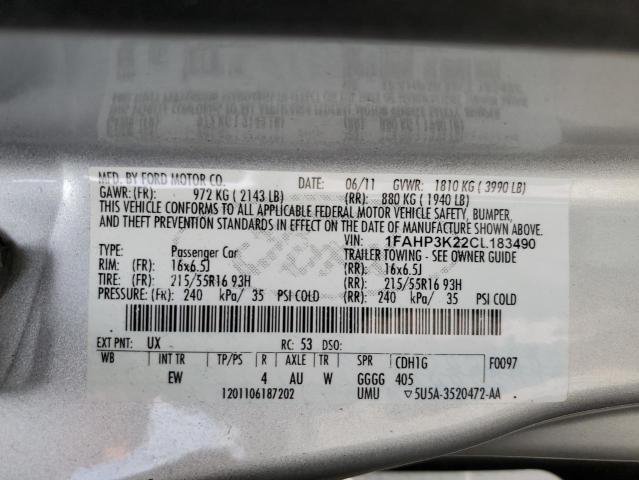 MFD. BY FORD MOTOR CO. DATE: 06/11 GVWR: 1810 KG ( 3990 LB)
GAWR: (FR): 972 KG ( 2143 LB) (RR): 880 KG ( 1940 LB)
THIS VEHICLE CONFORMS TO ALL APPLICABLE FEDERAL MOTOR VEHICLE SAFETY, BUMPER,
AND THEFT PREVENTION STANDARDS IN EFFECT ON THE DATE OF MANUFACTURE SHOWN ABOVE.
VIN: 1FAHP3K22CL183490
TYPE: Passenger Car TRAILER TOWING - SEE OWNER GUIDE
RIM: (FR): 16x6.5J (RR): 16x6.5J
TIRE: (FR): 215/55R16 93H (RR): 215/55R16 93H
PRESSURE: (FR): 240 kPa/ 35 PSI COLD (RR): 240 kPa/ 35 PSI COLD
EXT PNT: UX RC: 53 DSO:
WB INT TR TP/PS R AXLE TR SPR CDH1G F0097
EW 4 AU W GGGG 405
1201106187202 UMU ▽5U5A-3520472-AA